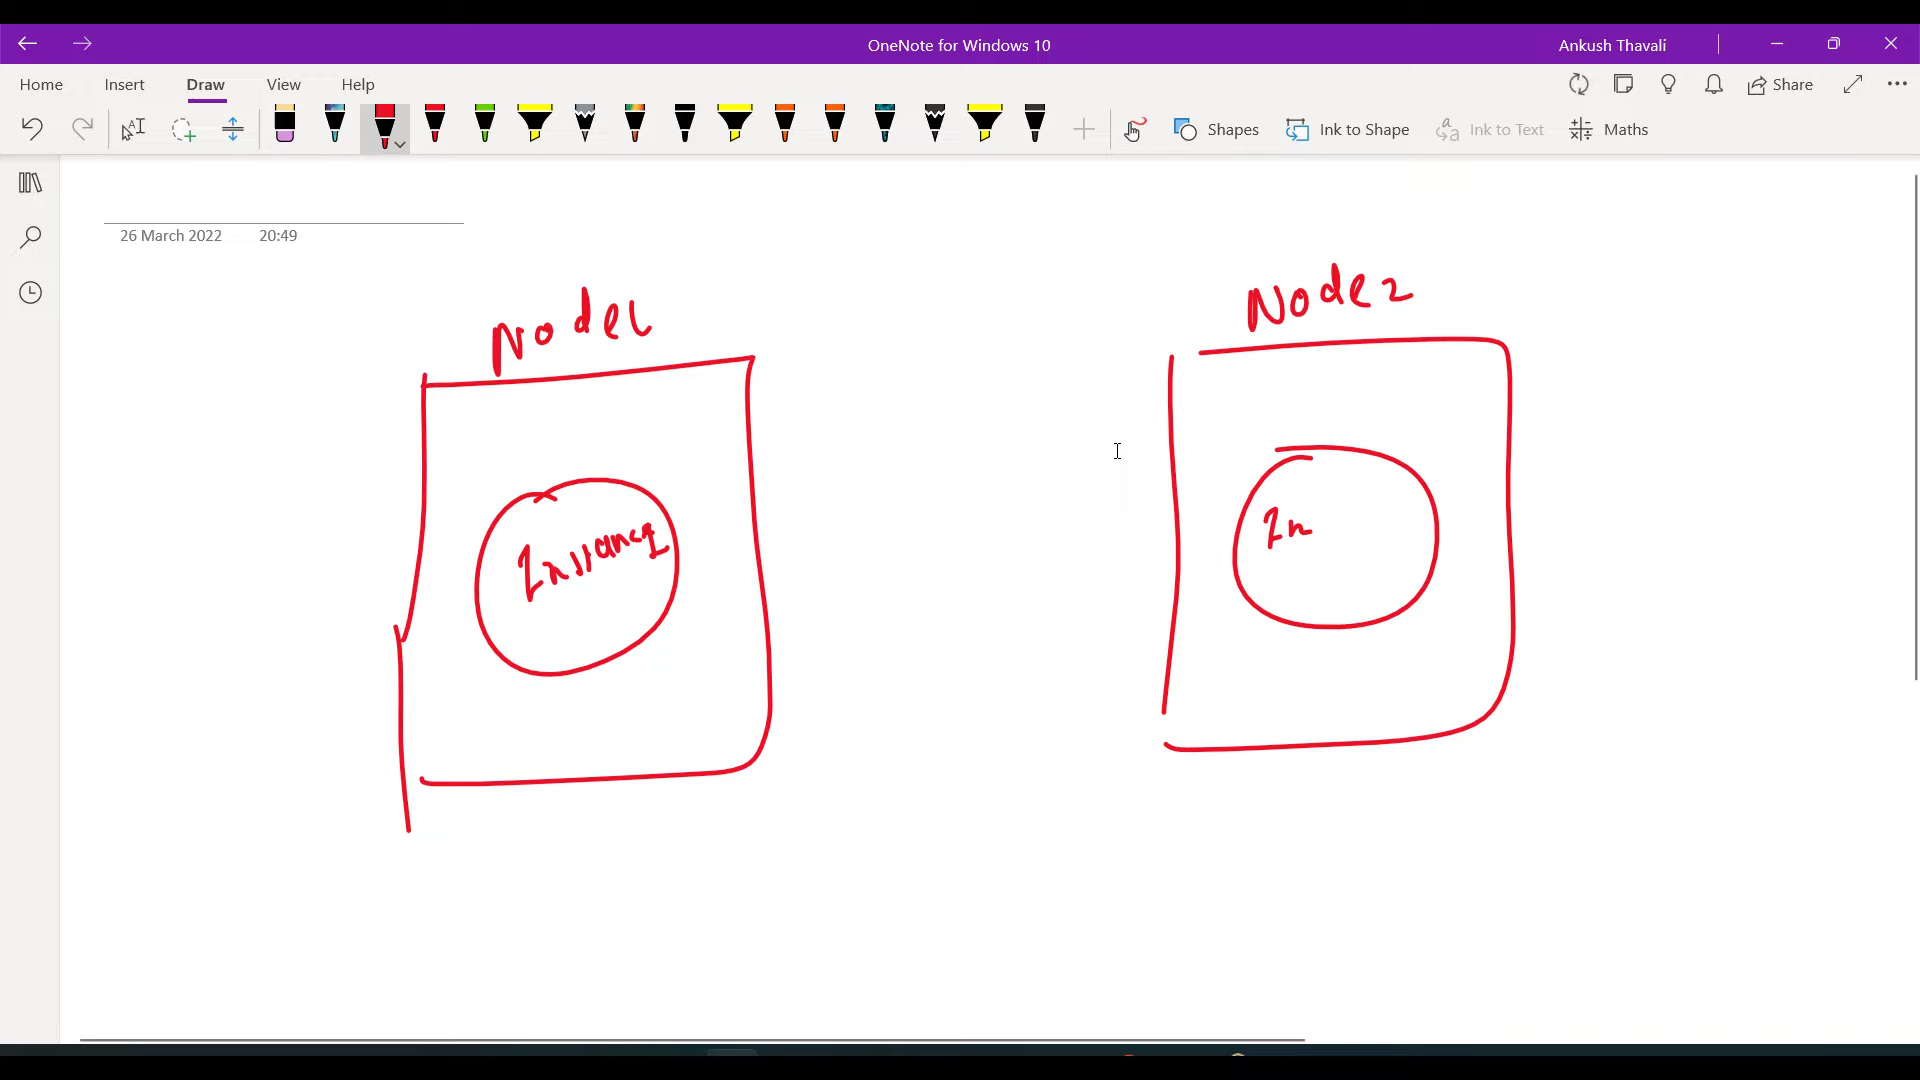 OneNote for Windows 10
Ankush Thavali
Home Insert Draw View Help
Share
Shapes Ink to Shape Ink to Text Maths
26 March 2022 20:49
Node1
Node2
Instance
In